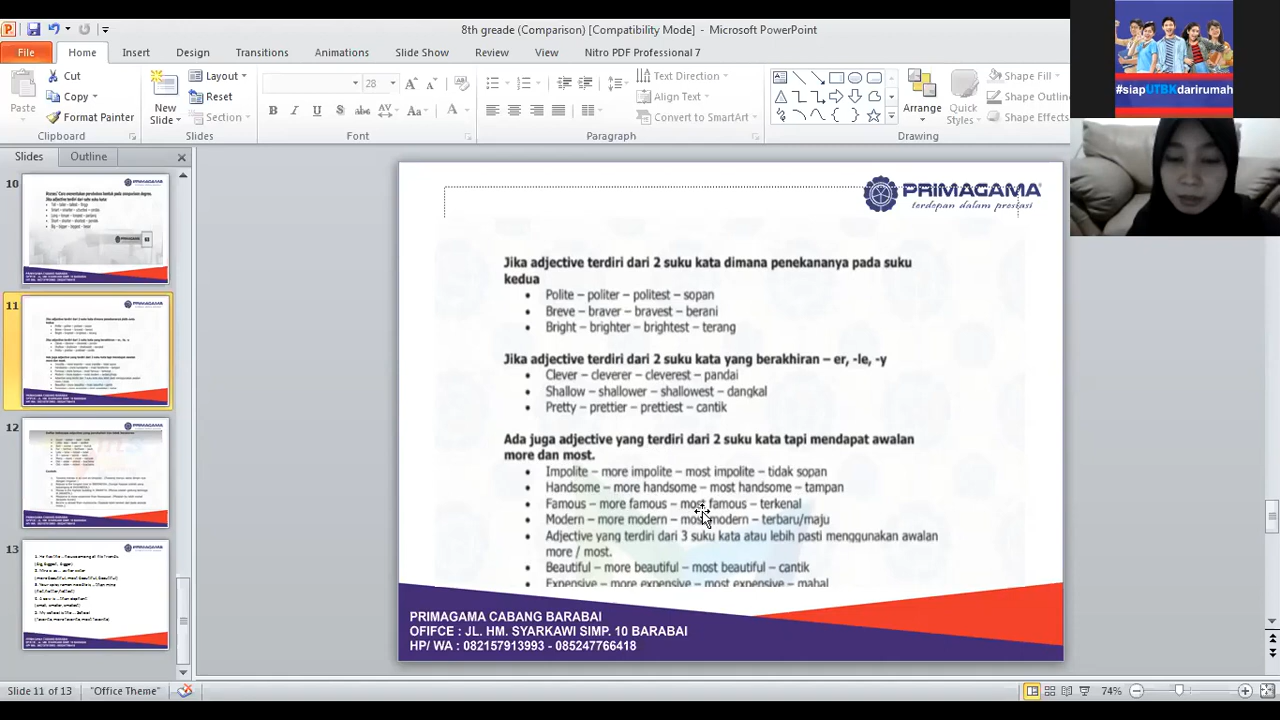 8th greade (Comparison) [Compatibility Mode] - Microsoft PowerPoint
File Home Insert Design Transitions Animations Slide Show Review View Nitro PDF Professional 7
Paste
Cut
Copy
Format Painter
Clipboard
New Slide
Layout
Reset
Section
Slides
28
B U S abc AV Aa A
Font
Text Direction
Align Text
Convert to SmartArt
Paragraph
Arrange
Quick Styles
Shape Fill
Shape Outline
Shape Effects
Drawing
#siapUTBKdarirumah
Slides Outline
10
11
12
13
PRIMAGAMA
terdepan dalam prestasi
Jika adjective terdiri dari 2 suku kata dimana penekananya pada suku
kedua
• Polite – politer – politest – sopan
• Breve – braver – bravest – berani
• Bright – brighter – brightest – terang
Jika adjective terdiri dari 2 suku kata yang berakhiran – er, -le, -y
• Clever – cleverer – cleverest – pandai
• Shallow – shallower – shallowest – dangkal
• Pretty – prettier – prettiest – cantik
Ada juga adjective yang terdiri dari 2 suku kata tapi mendapat awalan
more dan most.
• Impolite – more impolite – most impolite – tidak sopan
• Handsome – more handsome – most handsome – tampan
• Famous – more famous – most famous – terkenal
• Modern – more modern – most modern – terbaru/maju
• Adjective yang terdiri dari 3 suku kata atau lebih pasti menggunakan awalan
more / most.
• Beautiful – more beautiful – most beautiful – cantik
• Expensive – more expensive – most expensive – mahal
PRIMAGAMA CABANG BARABAI
OFIFCE : JL. HM. SYARKAWI SIMP. 10 BARABAI
HP/ WA : 082157913993 - 085247766418
Slide 11 of 13 "Office Theme" 74%